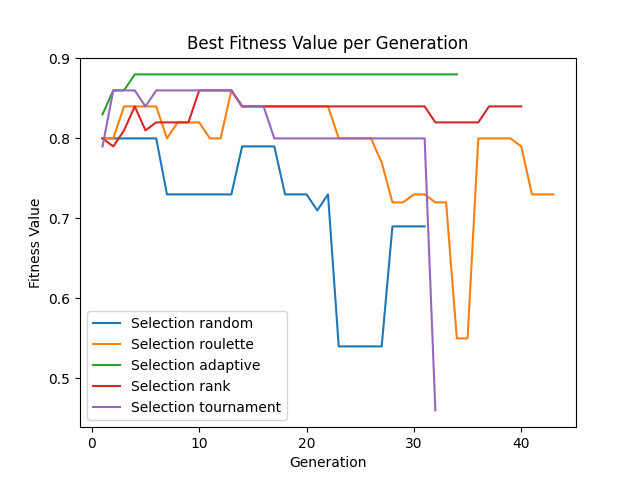 Best Fitness Value per Generation
Fitness Value
0.9
0.8
0.7
0.6
0.5
Selection random
Selection roulette
Selection adaptive
Selection rank
Selection tournament
0
10
20
30
40
Generation